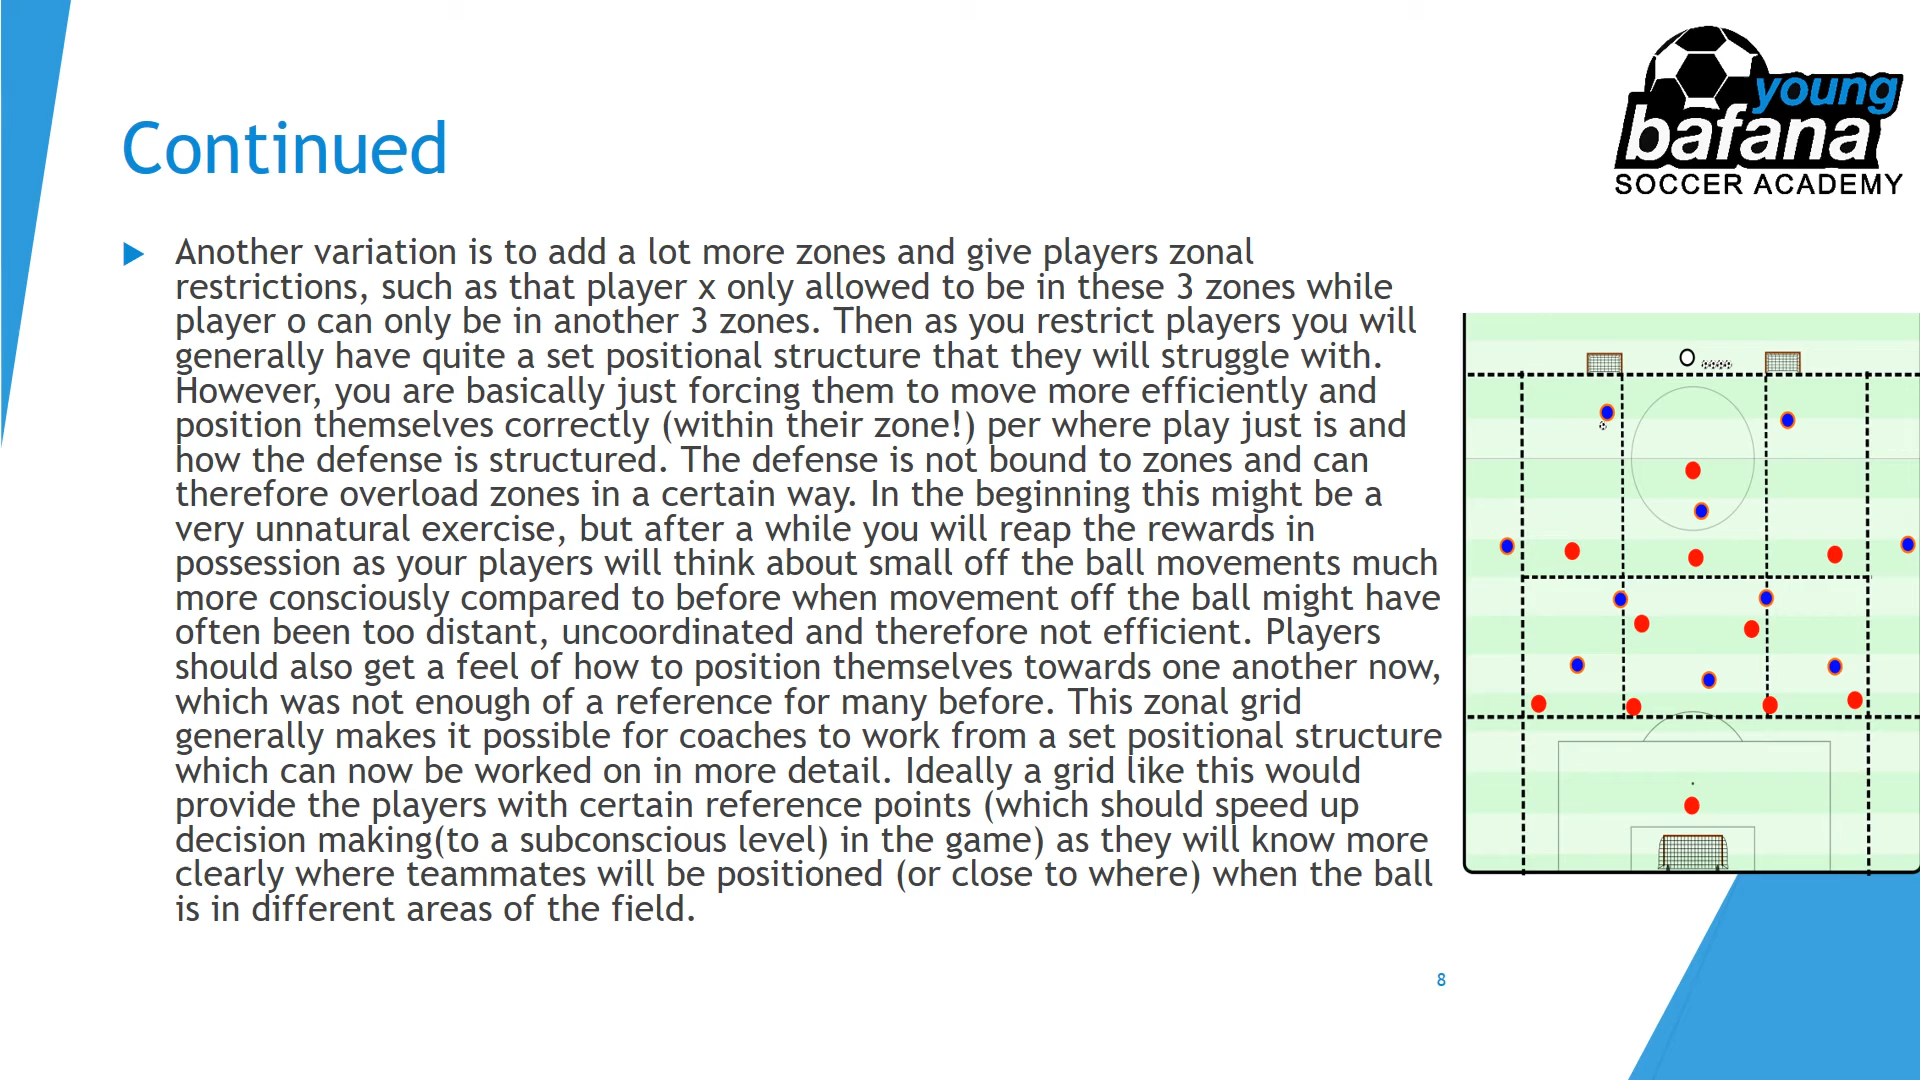 young
bafana
SOCCER ACADEMY
Continued
Another variation is to add a lot more zones and give players zonal
restrictions, such as that player x only allowed to be in these 3 zones while
player o can only be in another 3 zones. Then as you restrict players you will
generally have quite a set positional structure that they will struggle with.
However, you are basically just forcing them to move more efficiently and
position themselves correctly (within their zone!) per where play just is and
how the defense is structured. The defense is not bound to zones and can
therefore overload zones in a certain way. In the beginning this might be a
very unnatural exercise, but after a while you will reap the rewards in
possession as your players will think about small off the ball movements much
more consciously compared to before when movement off the ball might have
often been too distant, uncoordinated and therefore not efficient. Players
should also get a feel of how to position themselves towards one another now,
which was not enough of a reference for many before. This zonal grid
generally makes it possible for coaches to work from a set positional structure
which can now be worked on in more detail. Ideally a grid like this would
provide the players with certain reference points (which should speed up
decision making(to a subconscious level) in the game) as they will know more
clearly where teammates will be positioned (or close to where) when the ball
is in different areas of the field.
8